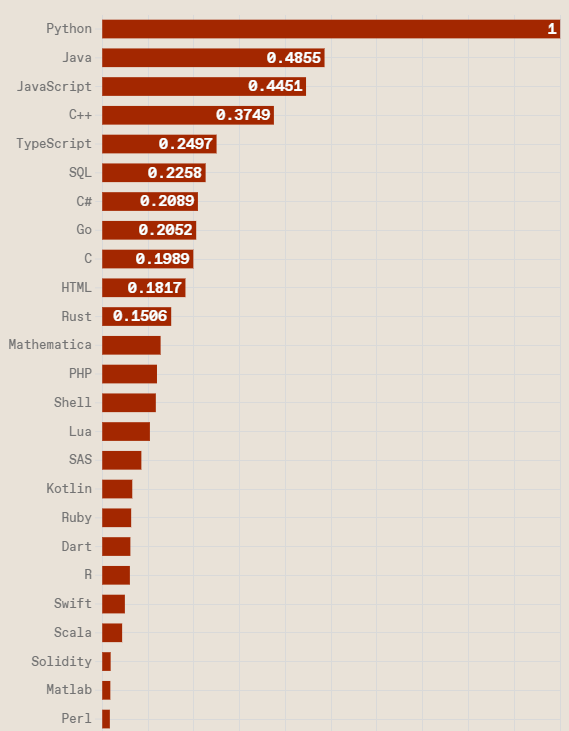 Python 1
Java 0.4855
JavaScript 0.4451
C++ 0.3749
TypeScript 0.2497
SQL 0.2258
C# 0.2089
Go 0.2052
C 0.1989
HTML 0.1817
Rust 0.1506
Mathematica
PHP
Shell
Lua
SAS
Kotlin
Ruby
Dart
R
Swift
Scala
Solidity
Matlab
Perl